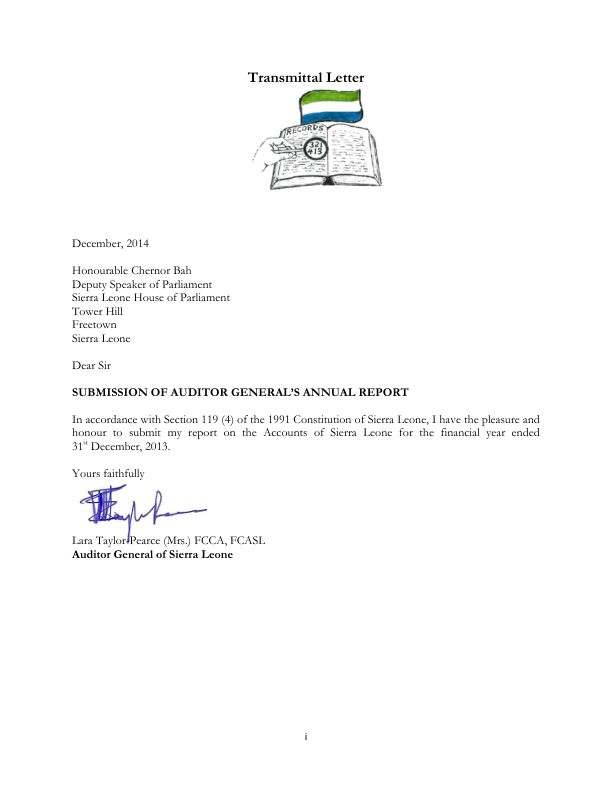 Transmittal Letter
RECORDS
321
413
December, 2014
Honourable Chernor Bah
Deputy Speaker of Parliament
Sierra Leone House of Parliament
Tower Hill
Freetown
Sierra Leone
Dear Sir
SUBMISSION OF AUDITOR GENERAL'S ANNUAL REPORT
In accordance with Section 119 (4) of the 1991 Constitution of Sierra Leone, I have the pleasure and
honour to submit my report on the Accounts of Sierra Leone for the financial year ended
31st December, 2013.
Yours faithfully
Lara Taylor-Pearce (Mrs.) FCCA, FCASL
Auditor General of Sierra Leone
i